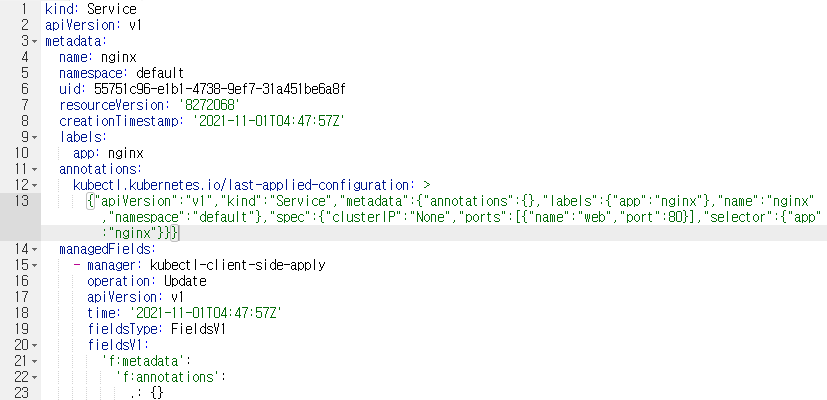 1 kind: Service
2 apiVersion: v1
3 metadata:
4 name: nginx
5 namespace: default
6 uid: 55751c96-e1b1-4738-9ef7-31a451be6a8f
7 resourceVersion: '8272068'
8 creationTimestamp: '2021-11-01T04:47:57Z'
9 labels:
10 app: nginx
11 annotations:
12 kubectl.kubernetes.io/last-applied-configuration: >
13 {"apiVersion":"v1","kind":"Service","metadata":{"annotations":{},"labels":{"app":"nginx"},"name":"nginx"
,"namespace":"default"},"spec":{"clusterIP":"None","ports":[{"name":"web","port":80}],"selector":{"app"
:"nginx"}}}
14 managedFields:
15 - manager: kubectl-client-side-apply
16 operation: Update
17 apiVersion: v1
18 time: '2021-11-01T04:47:57Z'
19 fieldsType: FieldsV1
20 fieldsV1:
21 'f:metadata':
22 'f:annotations':
23 .: {}